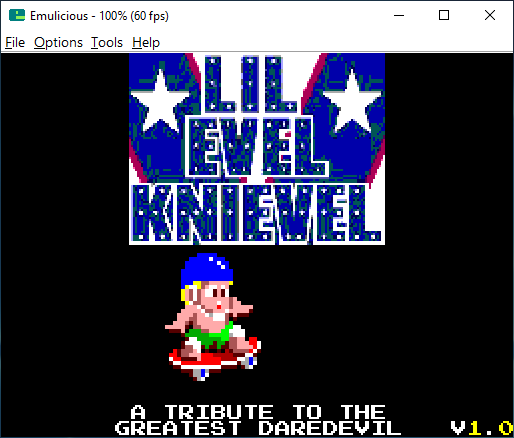 Emulicious - 100% (60 fps)
File Options Tools Help
LIL
EVEL
KNIEVEL
A TRIBUTE TO THE
GREATEST DAREDEVIL V1.0